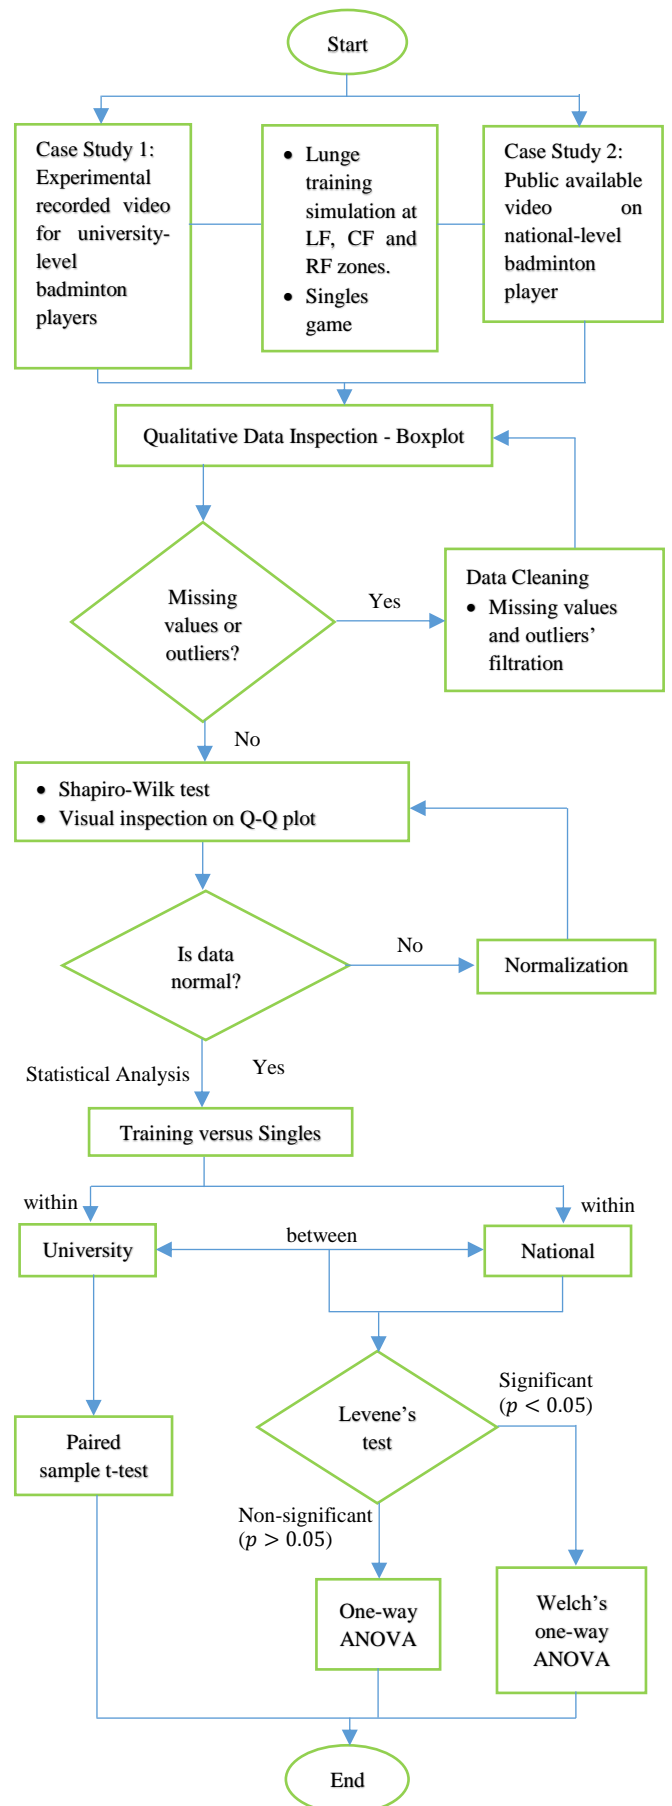 Start
Case Study 1:
Experimental
recorded video
for university-
level
badminton
players
• Lunge
training
simulation at
LF, CF and
RF zones.
• Singles
game
Case Study 2:
Public available
video on
national-level
badminton
player
Qualitative Data Inspection - Boxplot
Missing
values or
outliers?
Yes
Data Cleaning
• Missing values
and outliers’
filtration
No
• Shapiro-Wilk test
• Visual inspection on Q-Q plot
Is data
normal?
No
Normalization
Statistical Analysis
Yes
Training versus Singles
within
within
University
between
National
Levene’s
test
Significant
(p < 0.05)
Paired
sample t-test
Non-significant
(p > 0.05)
One-way
ANOVA
Welch’s
one-way
ANOVA
End